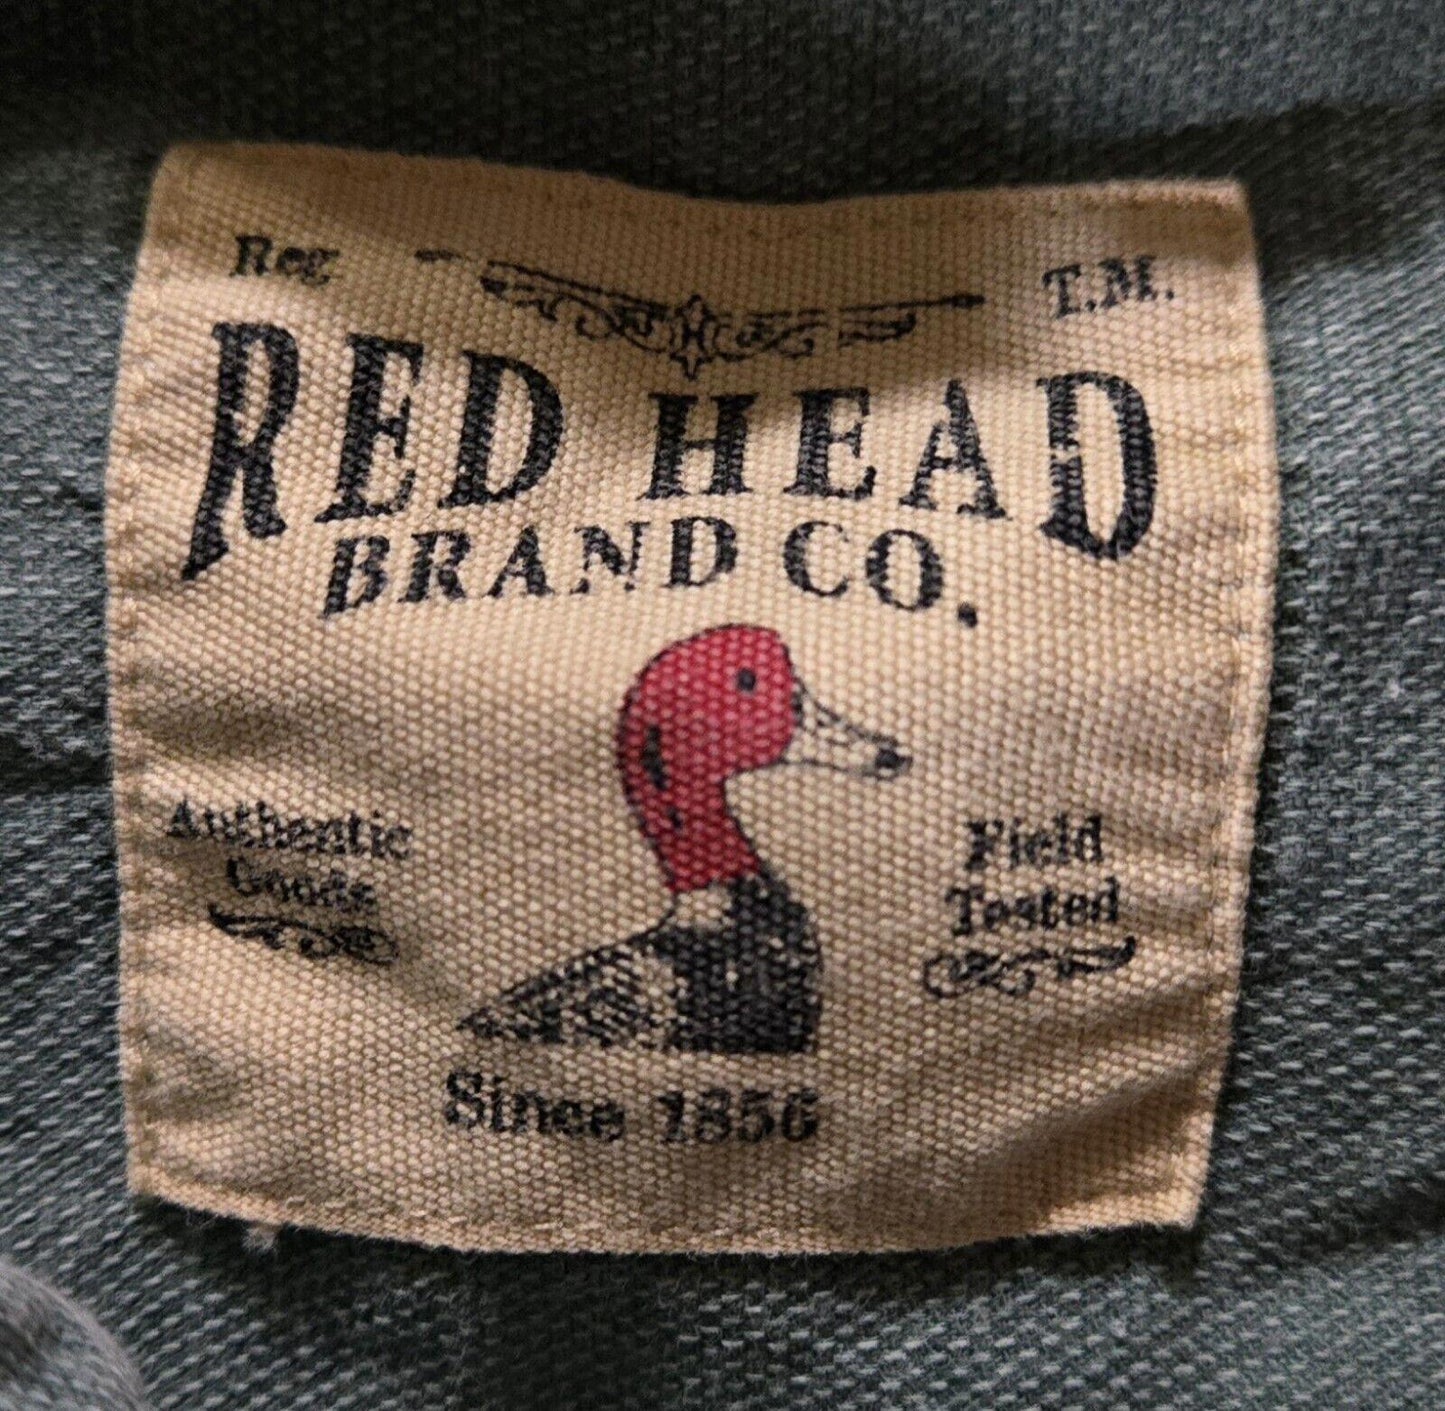 Reg. T.M.
RED HEAD
BRAND CO.
Authentic
Goods
Field
Tested
Since 1856